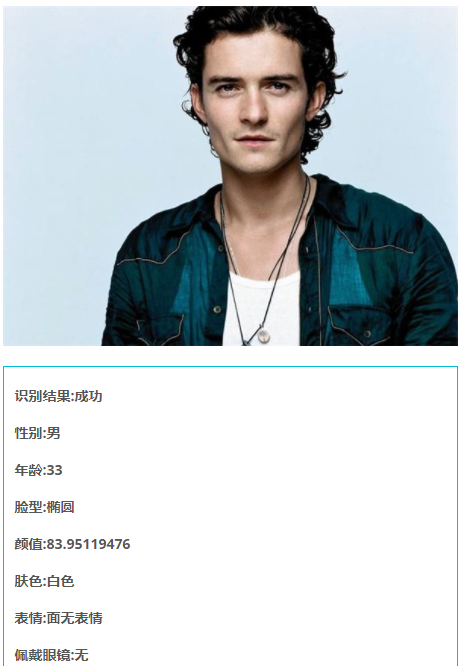 识别结果:成功
性别:男
年龄:33
脸型:椭圆
颜值:83.95119476
肤色:白色
表情:面无表情
佩戴眼镜:无